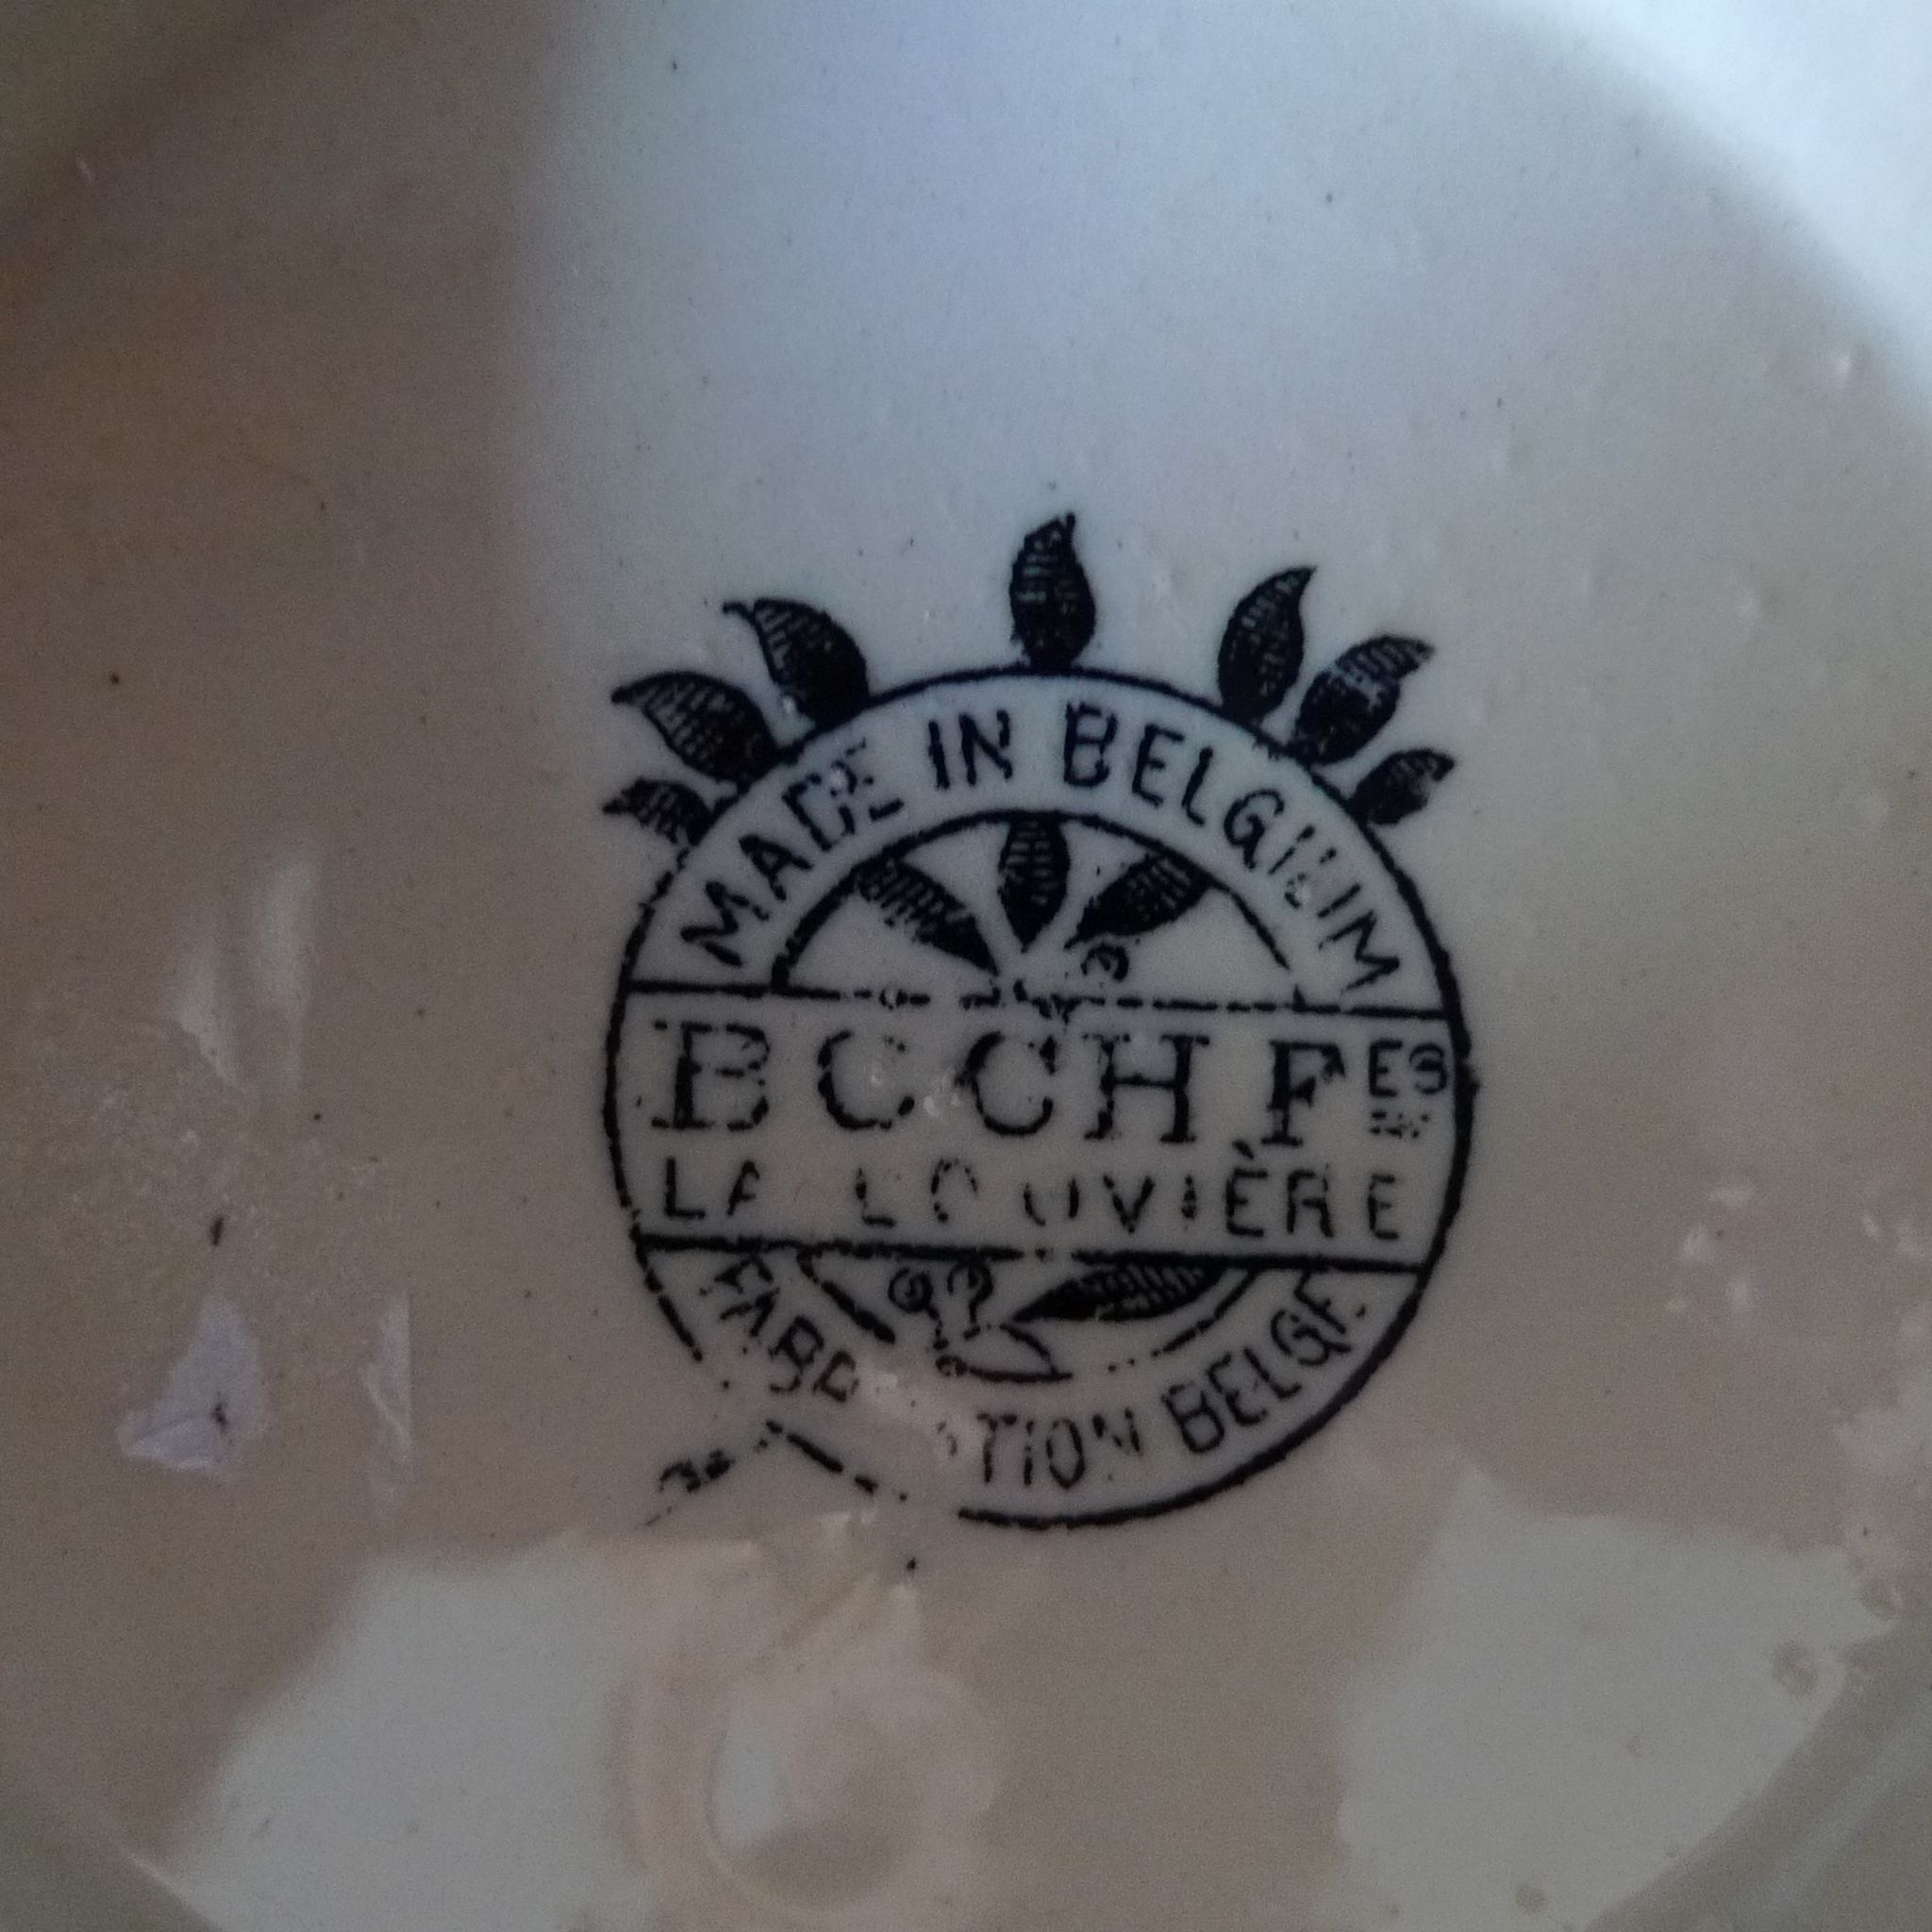 MADE IN BELGIUM
BOCH FES
LA LOUVIÈRE
BELGE